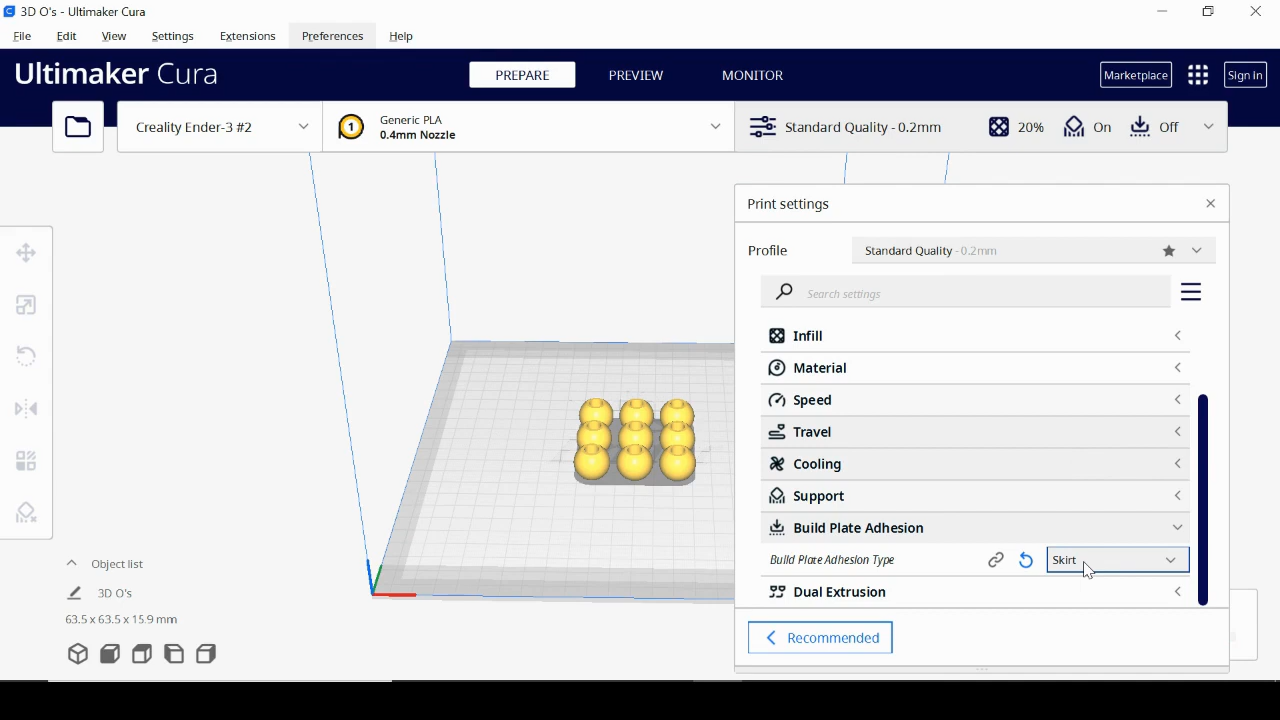 3D O's - Ultimaker Cura
File Edit View Settings Extensions Preferences Help
Ultimaker Cura PREPARE PREVIEW MONITOR Marketplace Sign in
Creality Ender-3 #2
1
Generic PLA
0.4mm Nozzle
Standard Quality - 0.2mm 20% On Off
Print settings
Profile Standard Quality - 0.2mm
Search settings
Infill
Material
Speed
Travel
Cooling
Support
Build Plate Adhesion
Build Plate Adhesion Type Skirt
Dual Extrusion
Recommended
Object list
3D O's
63.5 x 63.5 x 15.9 mm